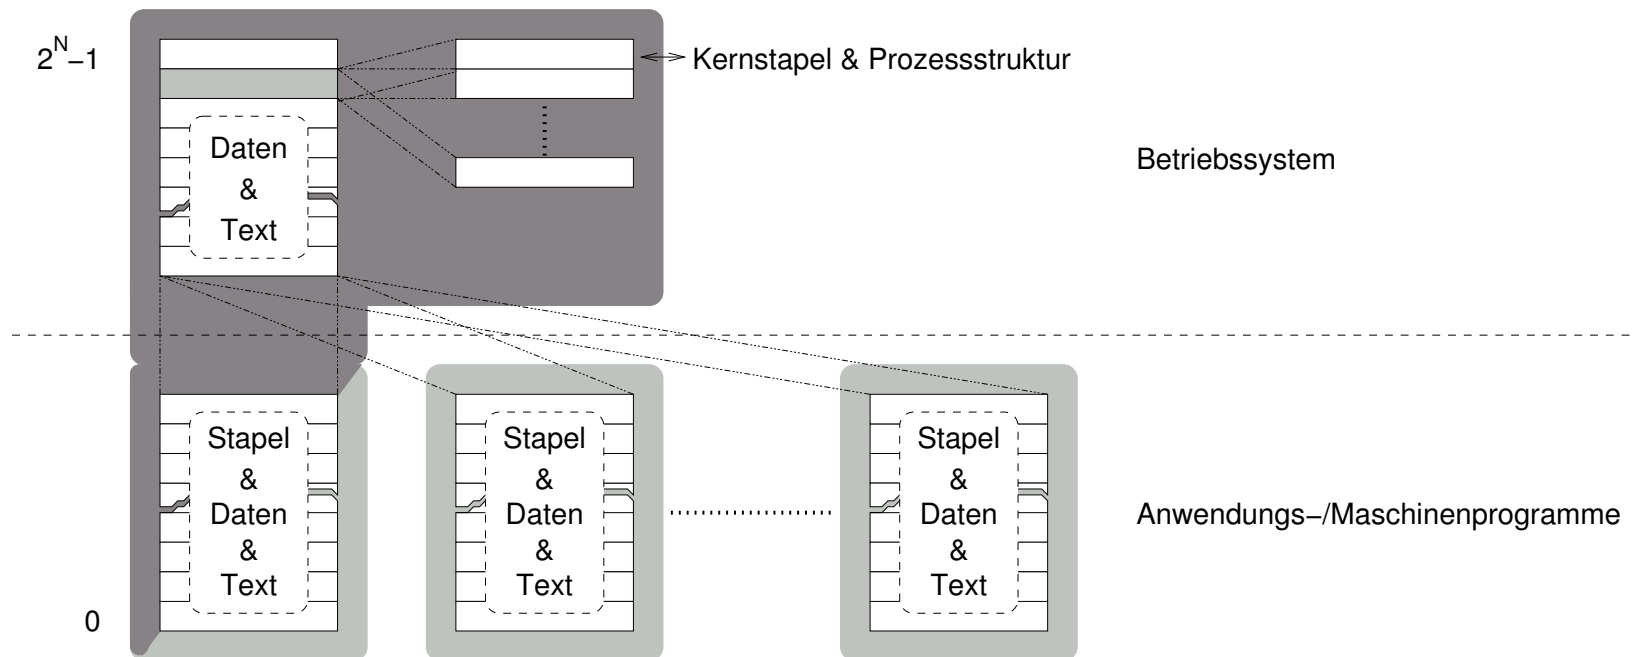 2^N–1
Kernstapel & Prozessstruktur
Daten
&
Text
Betriebssystem
Stapel
&
Daten
&
Text
Stapel
&
Daten
&
Text
Stapel
&
Daten
&
Text
Anwendungs–/Maschinenprogramme
0